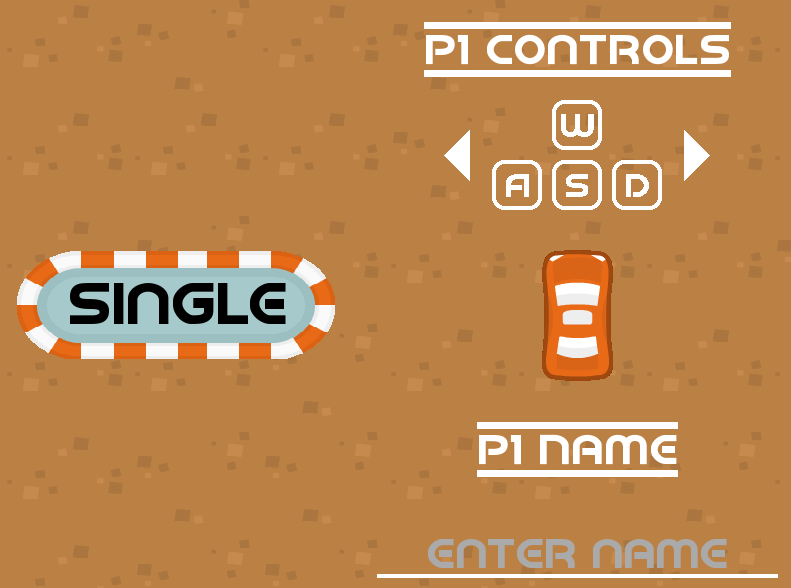 P1 CONTROLS
W
A S D
SINGLE
P1 NAME
ENTER NAME